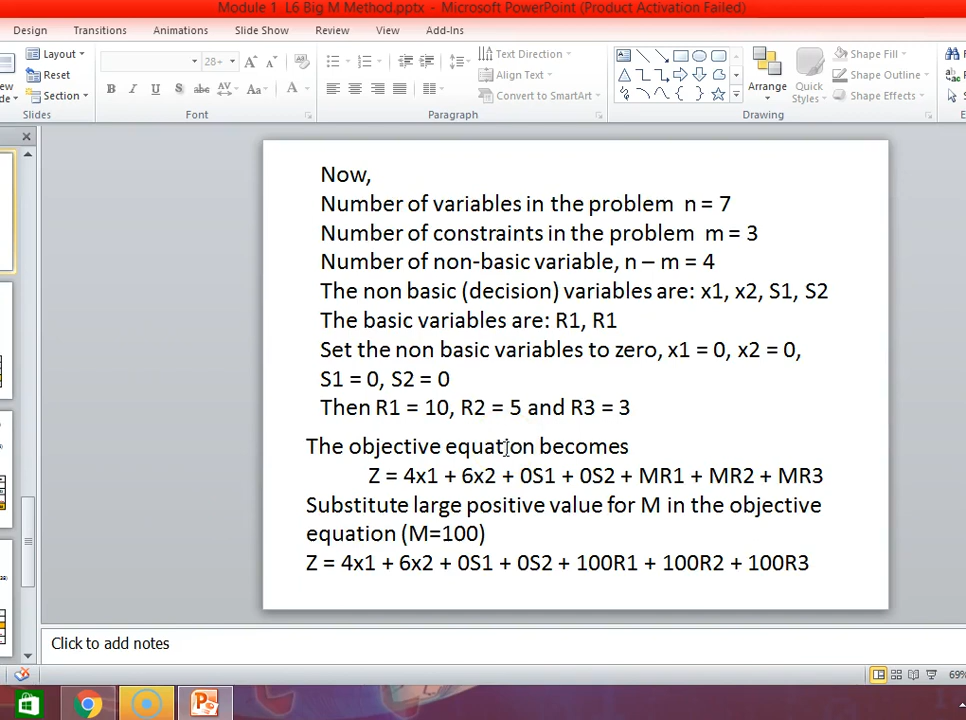 Module 1 L6 Big M Method.pptx - Microsoft PowerPoint (Product Activation Failed)
Design Transitions Animations Slide Show Review View Add-Ins
Layout Text Direction Shape Fill
28 Align Text Shape Outline
Reset Arrange Quick Styles
Section Convert to SmartArt Shape Effects
Slides Font Paragraph Drawing
Now,
Number of variables in the problem n = 7
Number of constraints in the problem m = 3
Number of non-basic variable, n – m = 4
The non basic (decision) variables are: x1, x2, S1, S2
The basic variables are: R1, R1
Set the non basic variables to zero, x1 = 0, x2 = 0,
S1 = 0, S2 = 0
Then R1 = 10, R2 = 5 and R3 = 3
The objective equation becomes
Z = 4x1 + 6x2 + 0S1 + 0S2 + MR1 + MR2 + MR3
Substitute large positive value for M in the objective
equation (M=100)
Z = 4x1 + 6x2 + 0S1 + 0S2 + 100R1 + 100R2 + 100R3
Click to add notes
69%